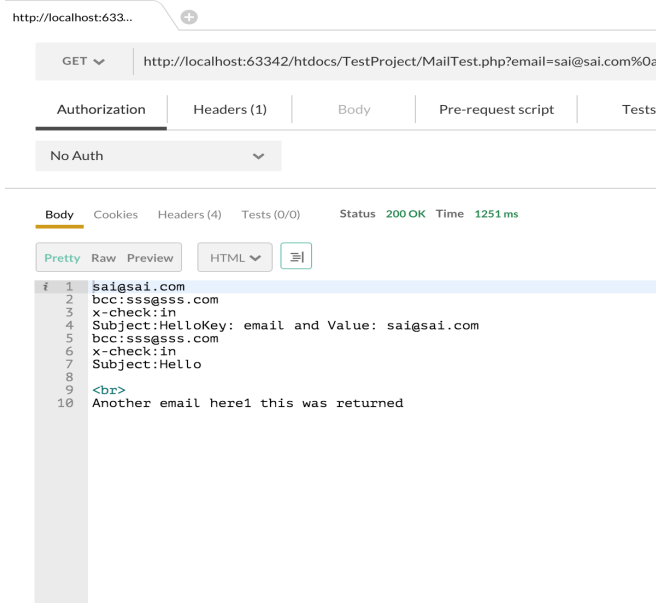 http://localhost:633...
GET http://localhost:63342/htdocs/TestProject/MailTest.php?email=sai@sai.com%0a
Authorization Headers (1) Body Pre-request script Tests
No Auth
Body Cookies Headers (4) Tests (0/0) Status 200 OK Time 1251 ms
Pretty Raw Preview HTML
i 1 sai@sai.com
2 bcc:sss@sss.com
3 x-check:in
4 Subject:HelloKey: email and Value: sai@sai.com
5 bcc:sss@sss.com
6 x-check:in
7 Subject:Hello
8
9 <br>
10 Another email here1 this was returned